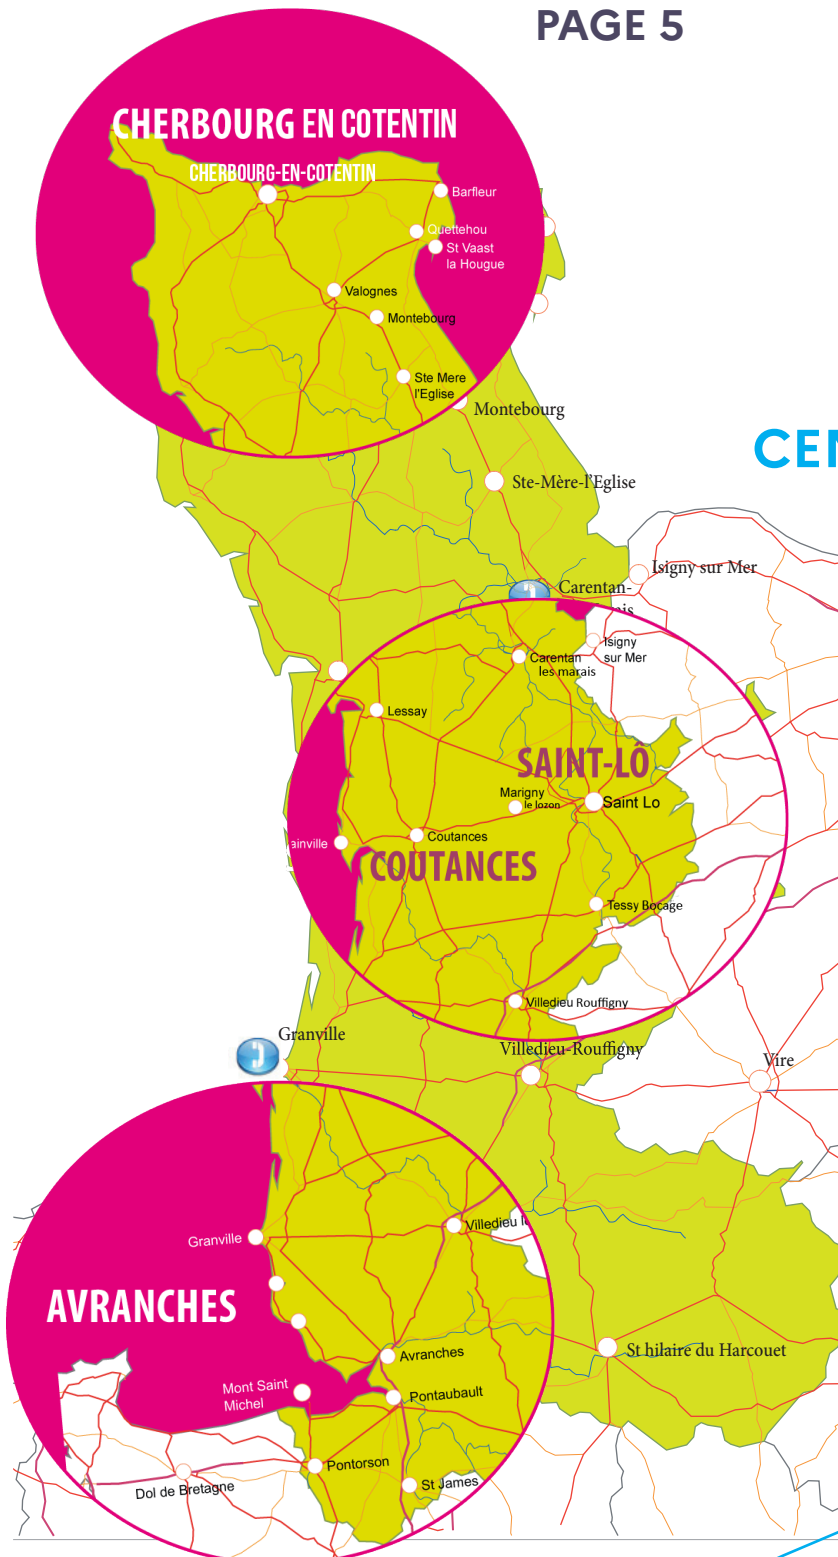 PAGE 5
CHERBOURG EN COTENTIN
CHERBOURG-EN-COTENTIN
Barfleur
Quettehou
St Vaast
la Hougue
Valognes
Montebourg
Ste Mere
l'Eglise
Montebourg
CEN
Ste-Mère-l'Eglise
Isigny sur Mer
Carentan-
ais
Isigny
sur Mer
Carentan
les marais
Lessay
SAINT-LÔ
Marigny
le lozon
Saint Lo
Coutances
ainville
COUTANCES
Tessy Bocage
Villedieu Rouffigny
Granville
Villedieu-Rouffigny
Vire
Villedieu l
Granville
AVRANCHES
St hilaire du Harcouet
Avranches
Mont Saint
Michel
Pontaubault
Pontorson
St James
Dol de Bretagne